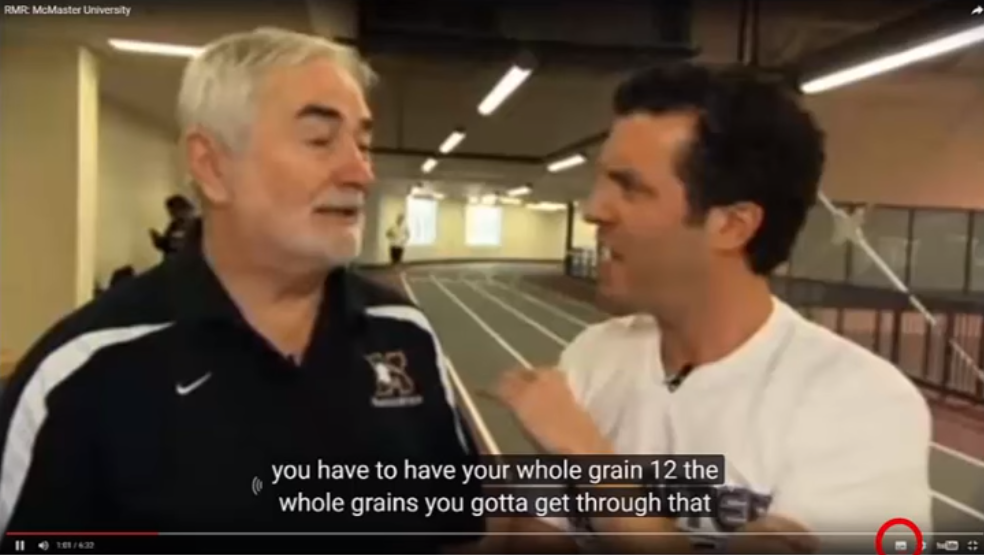 RMR: McMaster University
you have to have your whole grain 12 the
whole grains you gotta get through that
1:01 / 4:32